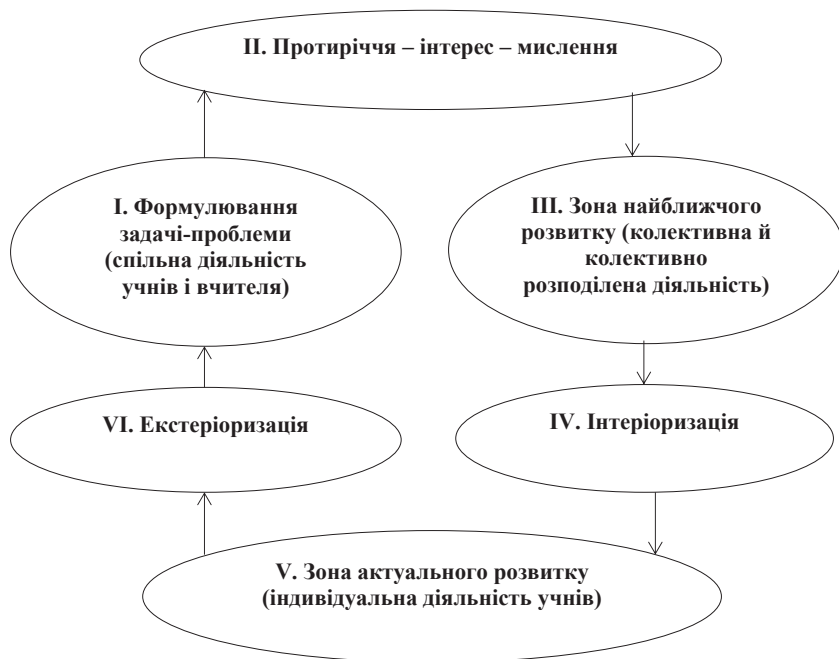 II. Протиріччя – інтерес – мислення
I. Формулювання
задачі-проблеми
(спільна діяльність
учнів і вчителя)
III. Зона найближчого
розвитку (колективна й
колективно
розподілена діяльність)
VI. Екстеріоризація
IV. Інтеріоризація
V. Зона актуального розвитку
(індивідуальна діяльність учнів)